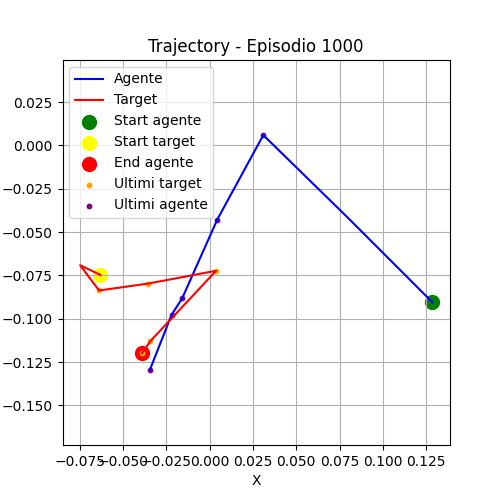 Trajectory - Episodio 1000
Agente
Target
Start agente
Start target
End agente
Ultimi target
Ultimi agente
0.025
0.000
−0.025
−0.050
−0.075
−0.100
−0.125
−0.150
−0.075 −0.050 −0.025 0.000 0.025 0.050 0.075 0.100 0.125
X